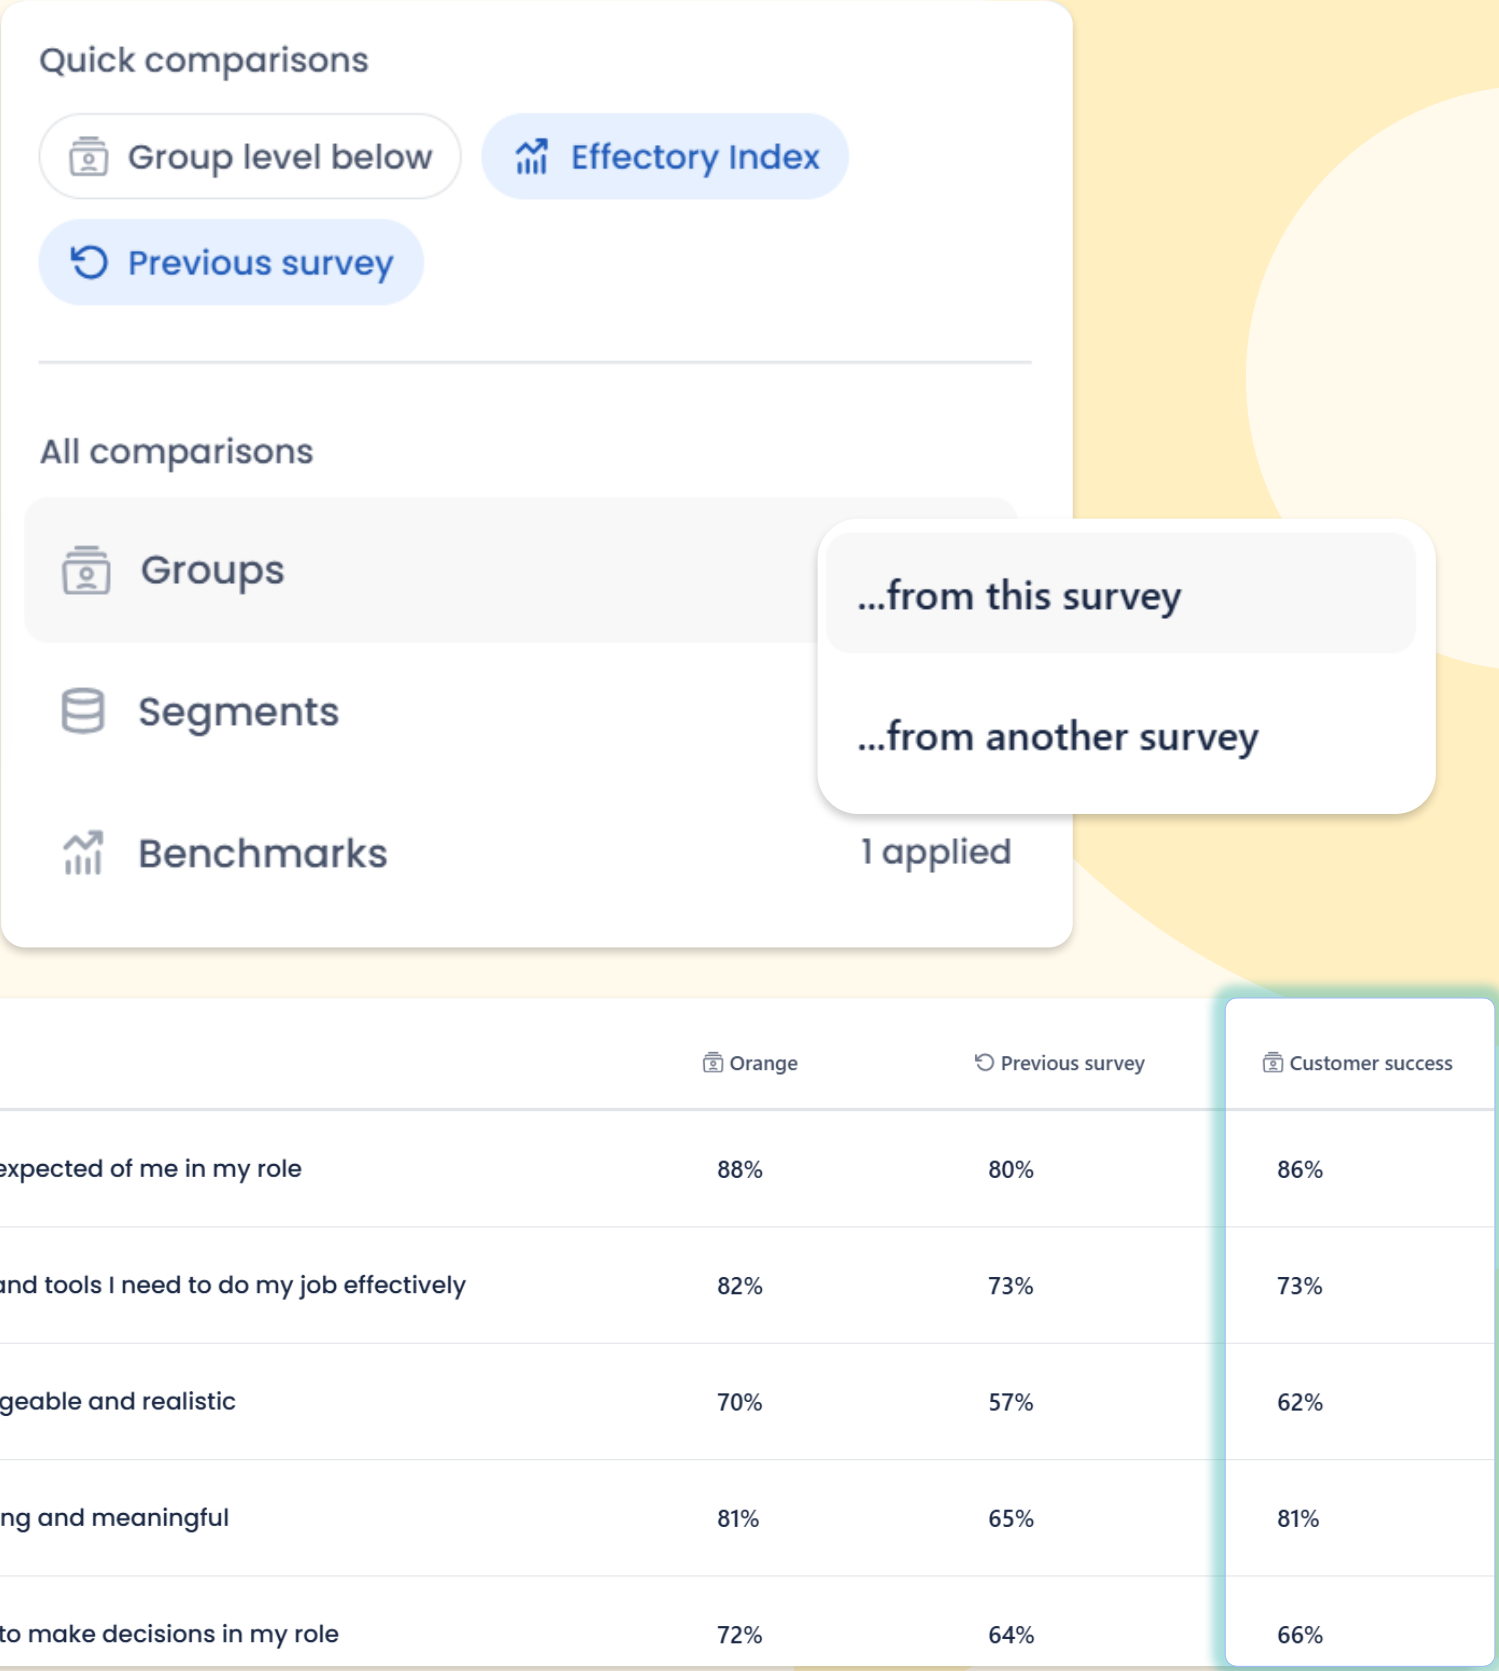 Quick comparisons
Group level below
Effectory Index
Previous survey
All comparisons
Groups
...from this survey
...from another survey
Segments
Benchmarks
1 applied
Orange
Previous survey
Customer success
expected of me in my role
88%
80%
86%
and tools I need to do my job effectively
82%
73%
73%
geable and realistic
70%
57%
62%
ng and meaningful
81%
65%
81%
to make decisions in my role
72%
64%
66%